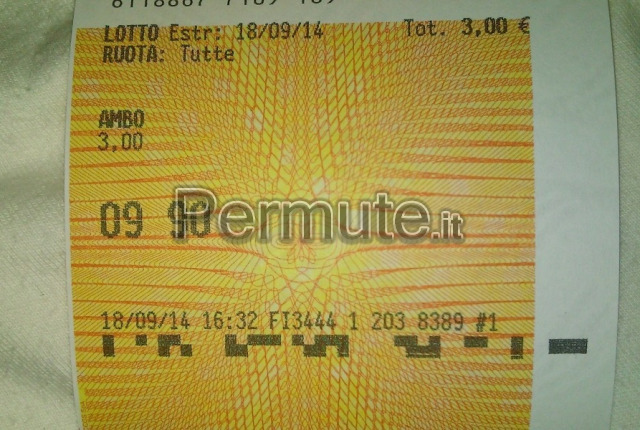 LOTTO Estr: 18/09/14 Tot. 3,00 €
RUOTA: Tutte
AMBO
3,00
09 90
Permute.it
18/09/14 16:32 FI3444 1 203 8389 #1